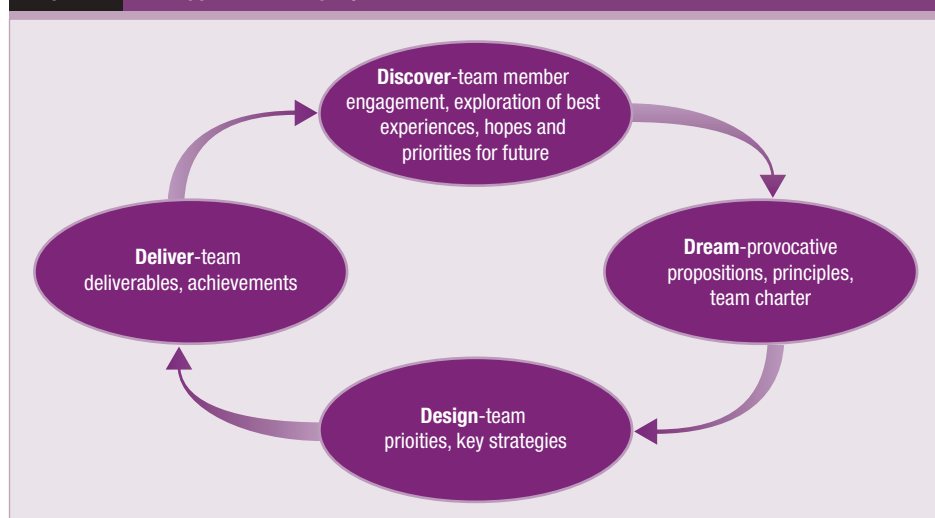 Discover-team member
engagement, exploration of best
experiences, hopes and
priorities for future
Dream-provocative
propositions, principles,
team charter
Design-team
prioities, key strategies
Deliver-team
deliverables, achievements